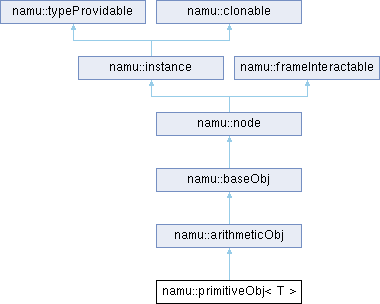 namu::typeProvidable namu::clonable
namu::instance namu::frameInteractable
namu::node
namu::baseObj
namu::arithmeticObj
namu::primitiveObj< T >